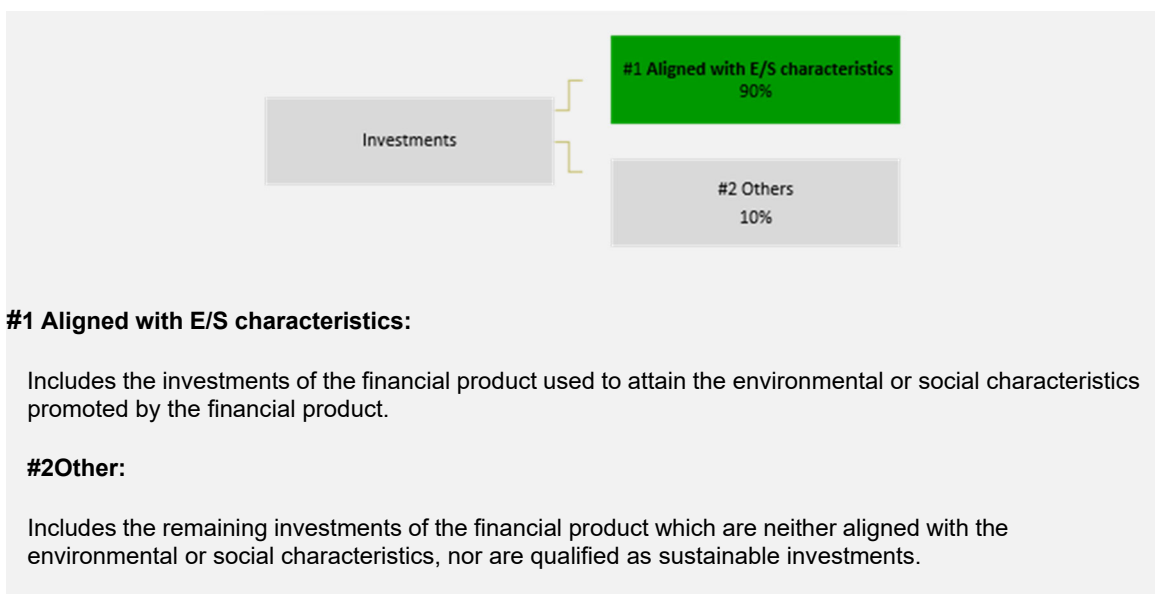 #1 Aligned with E/S characteristics
90%
Investments
#2 Others
10%
#1 Aligned with E/S characteristics:
Includes the investments of the financial product used to attain the environmental or social characteristics
promoted by the financial product.
#2Other:
Includes the remaining investments of the financial product which are neither aligned with the
environmental or social characteristics, nor are qualified as sustainable investments.